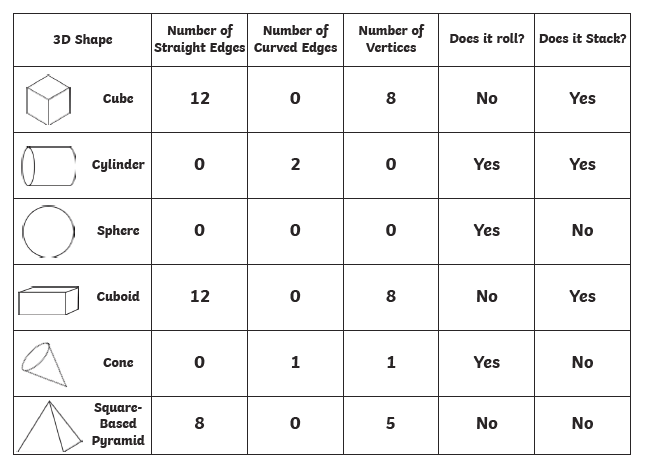 3D Shape Number of Straight Edges Number of Curved Edges Number of Vertices Does it roll? Does it Stack?
Cube 12 0 8 No Yes
Cylinder 0 2 0 Yes Yes
Sphere 0 0 0 Yes No
Cuboid 12 0 8 No Yes
Cone 0 1 1 Yes No
Square-Based Pyramid 8 0 5 No No